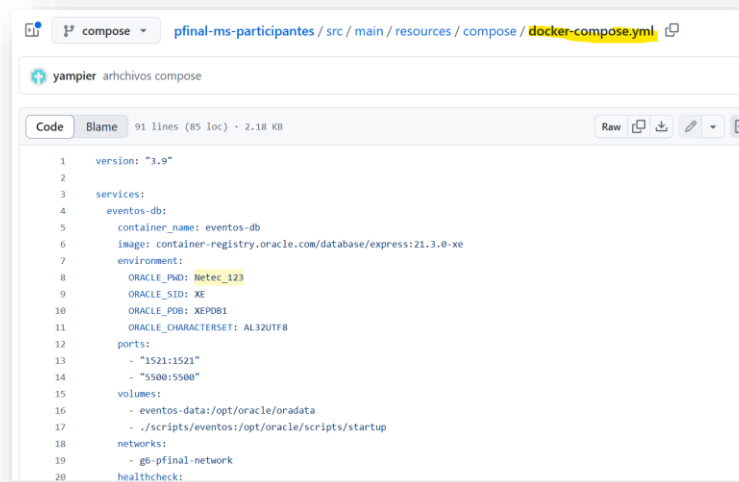 compose
pfinal-ms-participantes / src / main / resources / compose / docker-compose.yml
yampier arhchivos compose
Code Blame 91 lines (85 loc) · 2.18 KB Raw
1 version: "3.9"
2
3 services:
4 eventos-db:
5 container_name: eventos-db
6 image: container-registry.oracle.com/database/express:21.3.0-xe
7 environment:
8 ORACLE_PWD: Netec_123
9 ORACLE_SID: XE
10 ORACLE_PDB: XEPDB1
11 ORACLE_CHARACTERSET: AL32UTF8
12 ports:
13 - "1521:1521"
14 - "5500:5500"
15 volumes:
16 - eventos-data:/opt/oracle/oradata
17 - ./scripts/eventos:/opt/oracle/scripts/startup
18 networks:
19 - g6-pfinal-network
20 healthcheck: